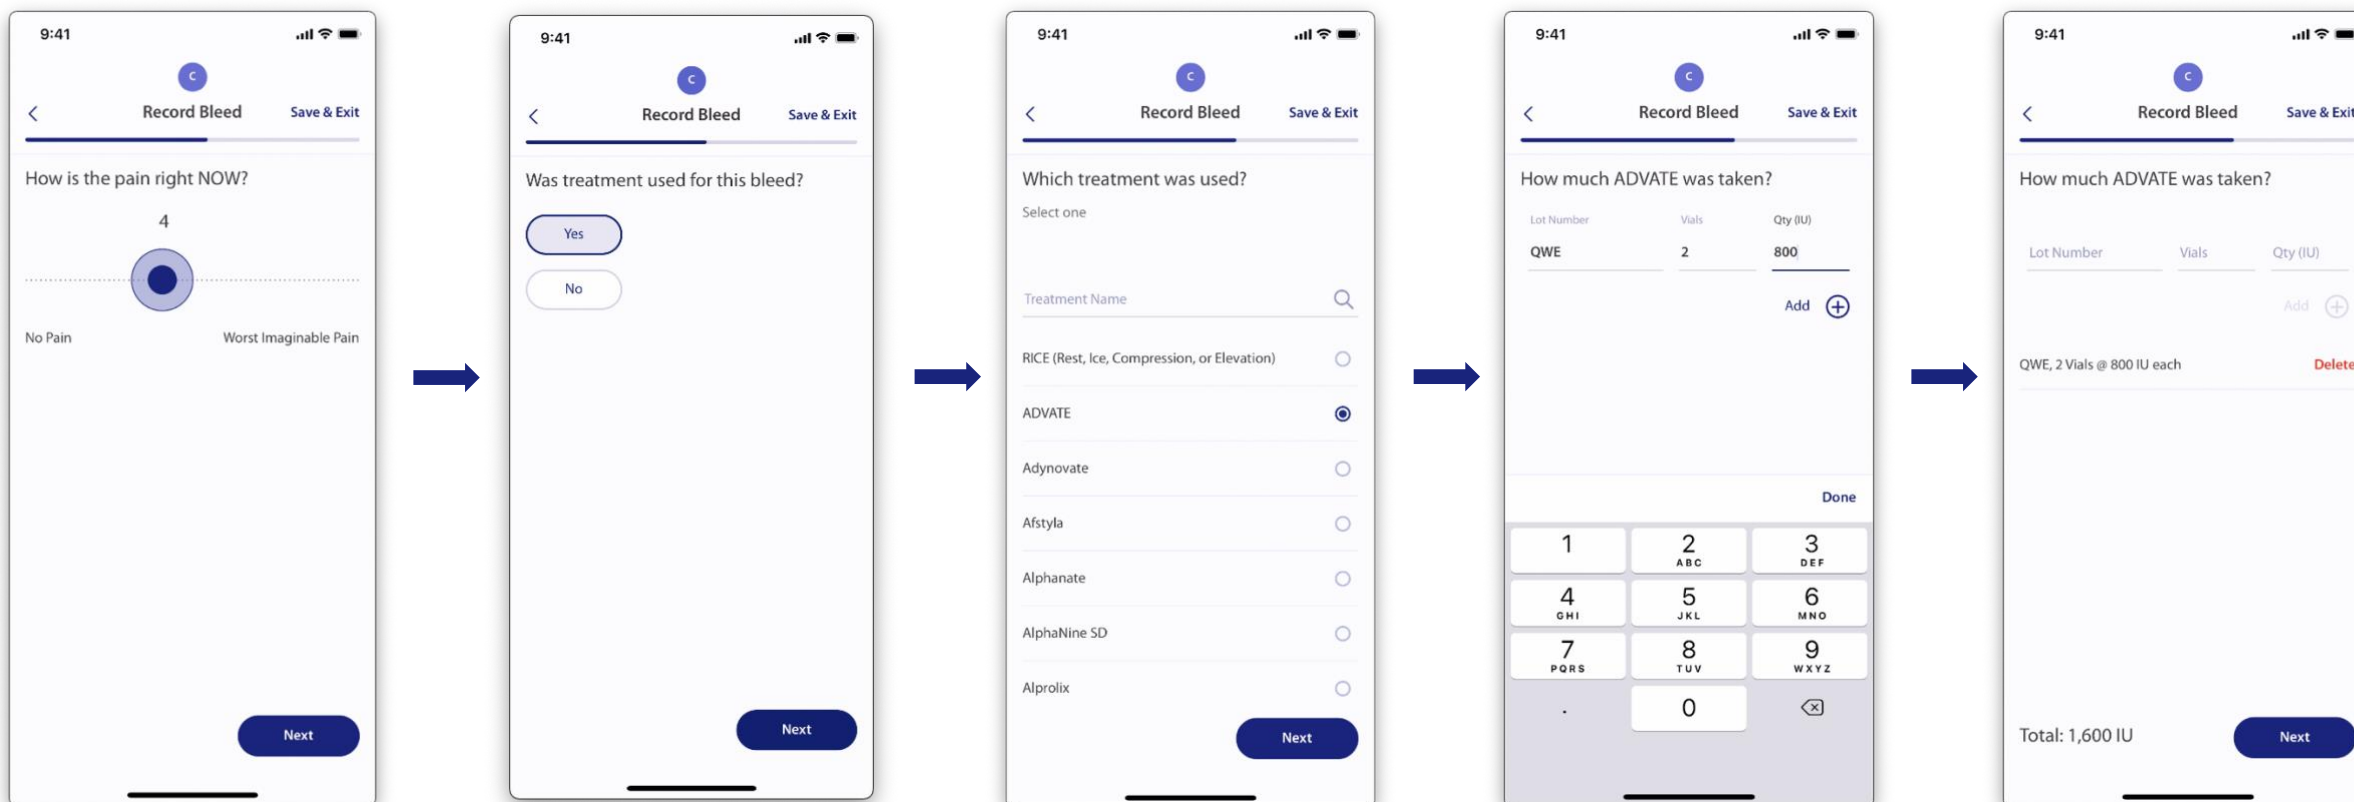 9:41
C
Record Bleed
Save & Exit
How is the pain right NOW?
4
No Pain
Worst Imaginable Pain
Next
9:41
C
Record Bleed
Save & Exit
Was treatment used for this bleed?
Yes
No
Next
9:41
C
Record Bleed
Save & Exit
Which treatment was used?
Select one
Treatment Name
RICE (Rest, Ice, Compression, or Elevation)
ADVATE
Adynovate
Afstyla
Alphanate
AlphaNine SD
Alprolix
Next
9:41
C
Record Bleed
Save & Exit
How much ADVATE was taken?
Lot Number Vials Qty (IU)
QWE 2 800
Add
Done
1 2 3
ABC DEF
4 5 6
GHI JKL MNO
7 8 9
PQRS TUV WXYZ
. 0
9:41
C
Record Bleed
Save & Exit
How much ADVATE was taken?
Lot Number Vials Qty (IU)
Add
QWE, 2 Vials @ 800 IU each
Delete
Total: 1,600 IU
Next